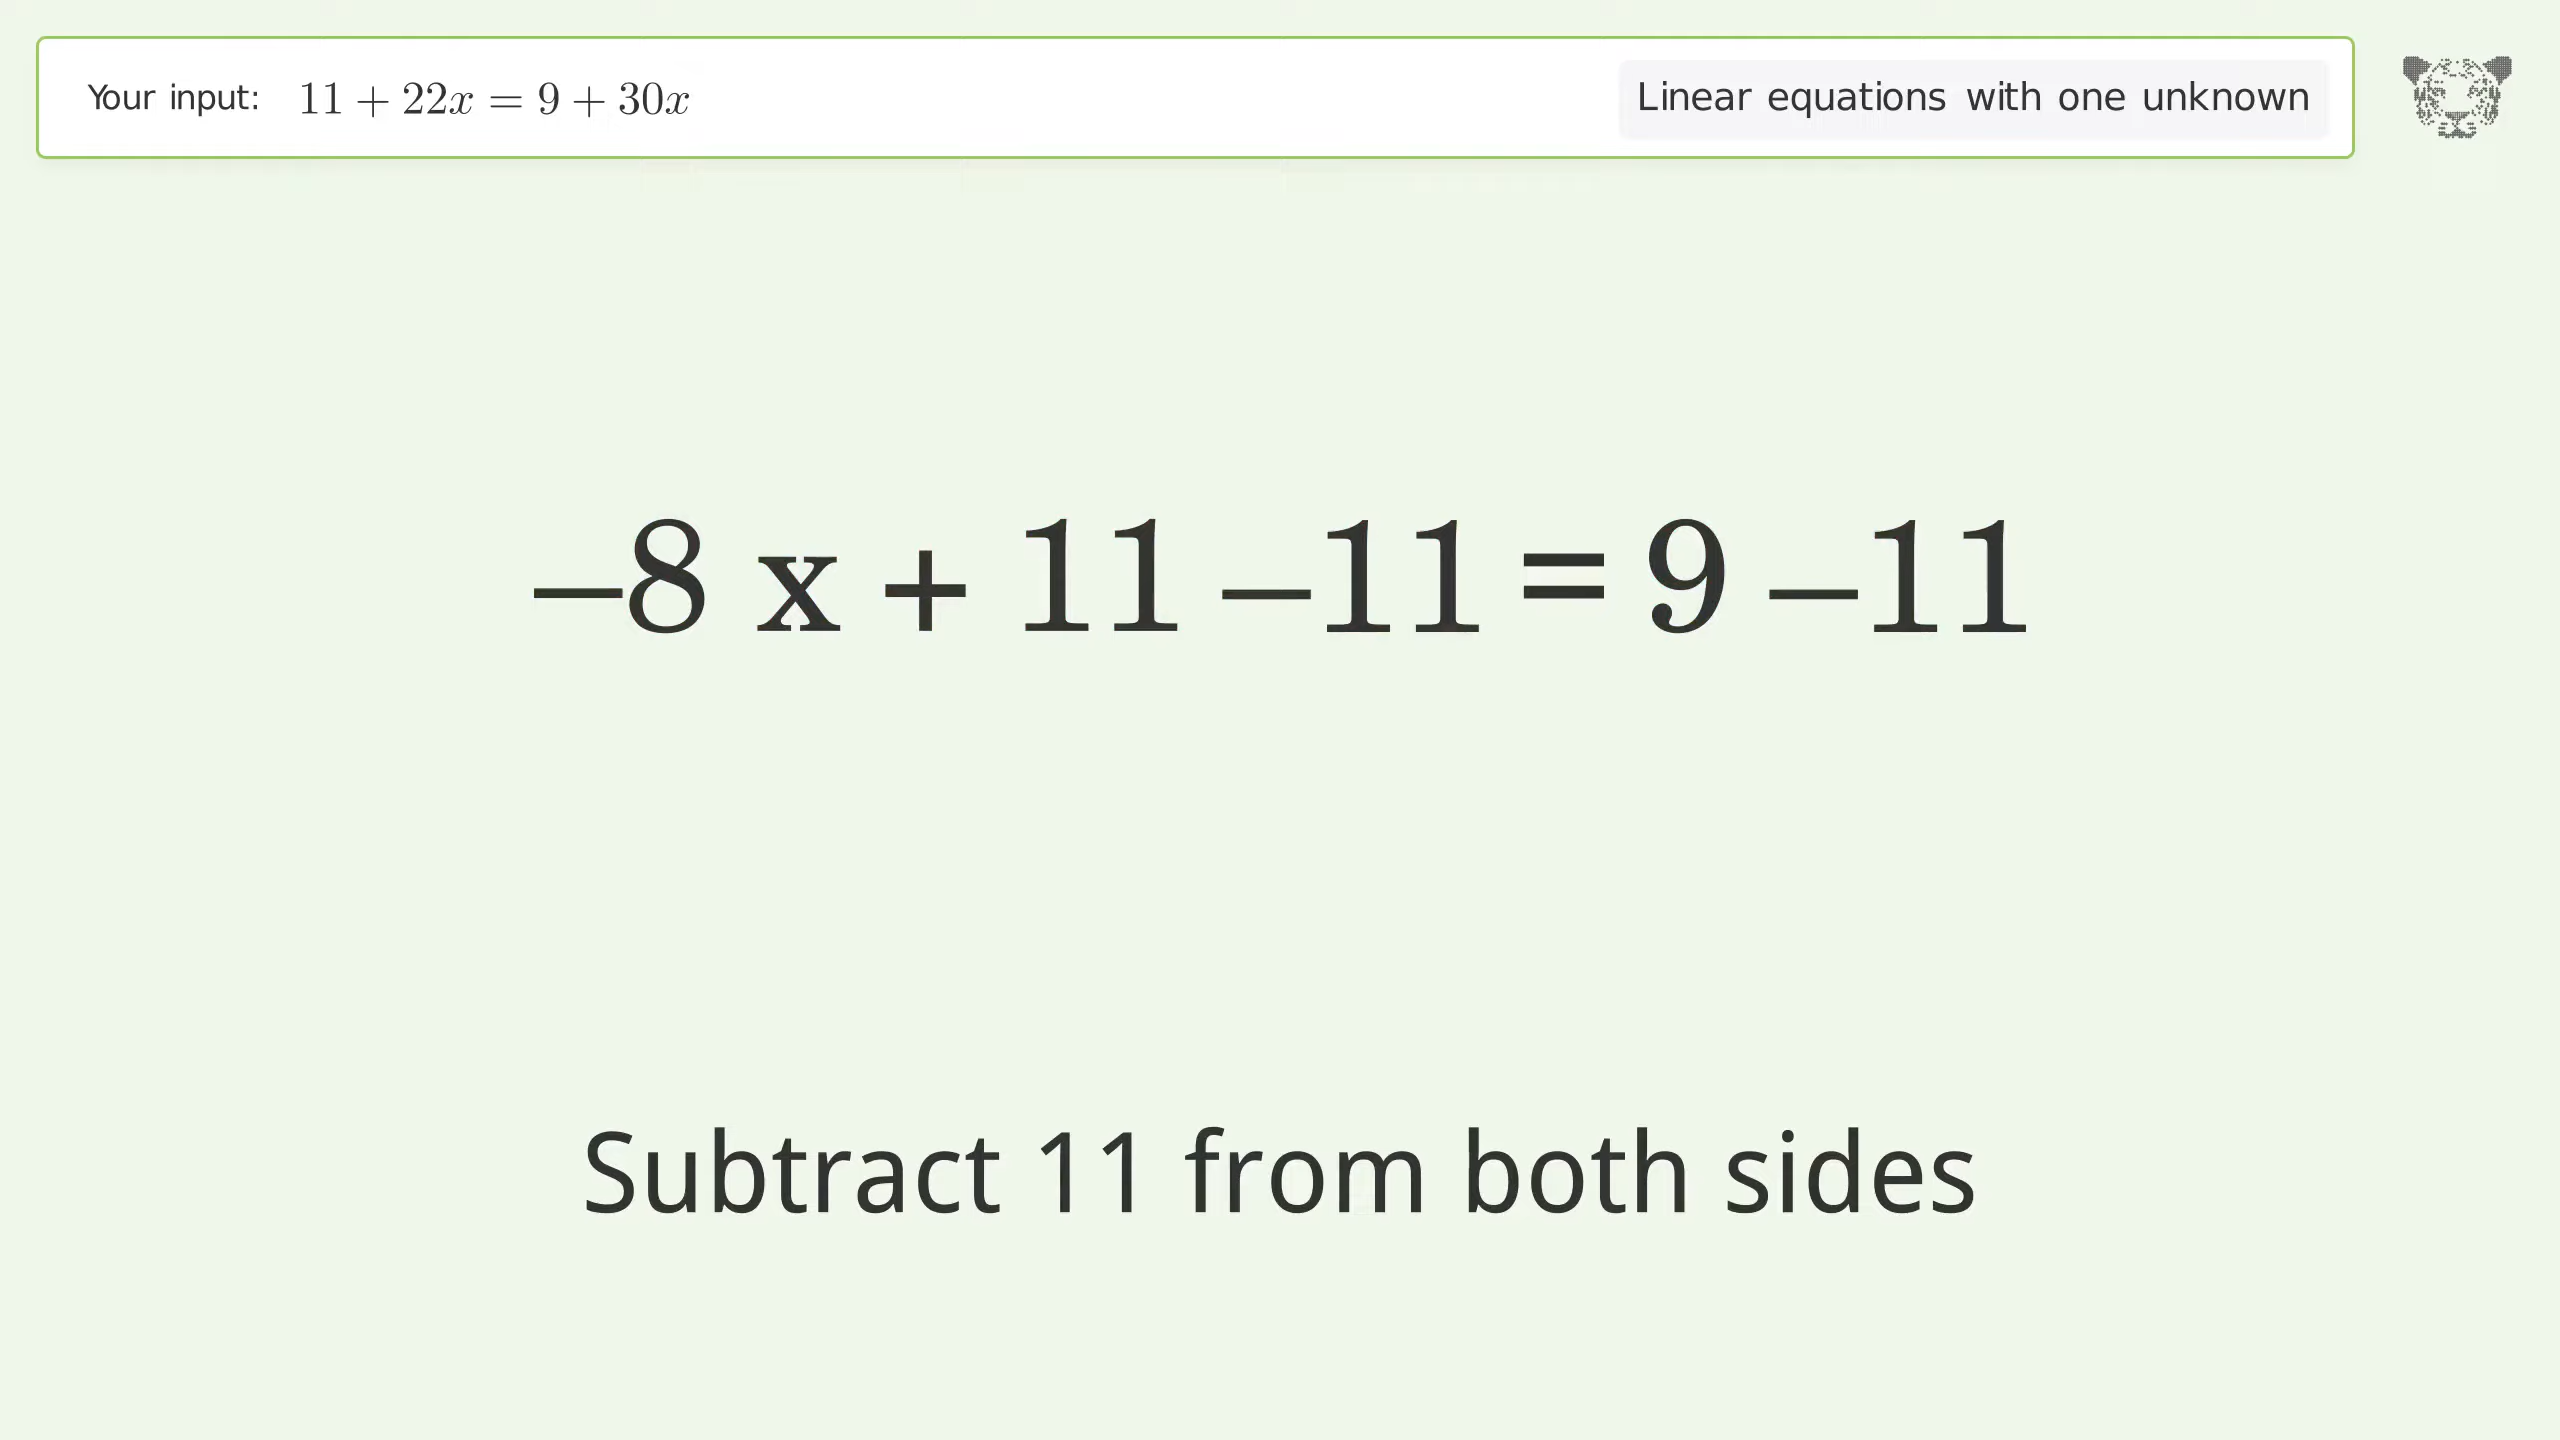 Your input: 11 + 22x = 9 + 30x
Linear equations with one unknown
−8 x + 11 −11 = 9 −11
Subtract 11 from both sides